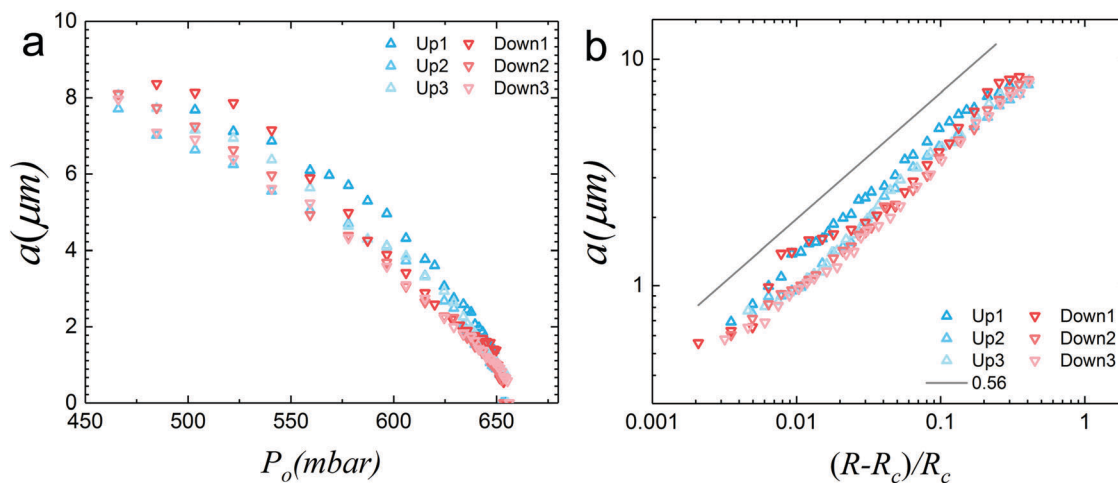 a
10
8
6
4
2
0
a(μm)
450
500
550
600
650
P_o(mbar)
Up1 Down1
Up2 Down2
Up3 Down3
b
10
1
a(μm)
0.001
0.01
0.1
1
(R-R_c)/R_c
Up1 Down1
Up2 Down2
Up3 Down3
0.56